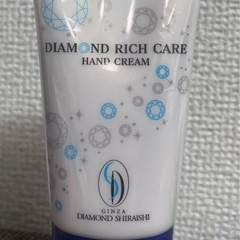 DIAMOND RICH CARE
HAND CREAM
GINZA
DIAMOND SHIRAISHI